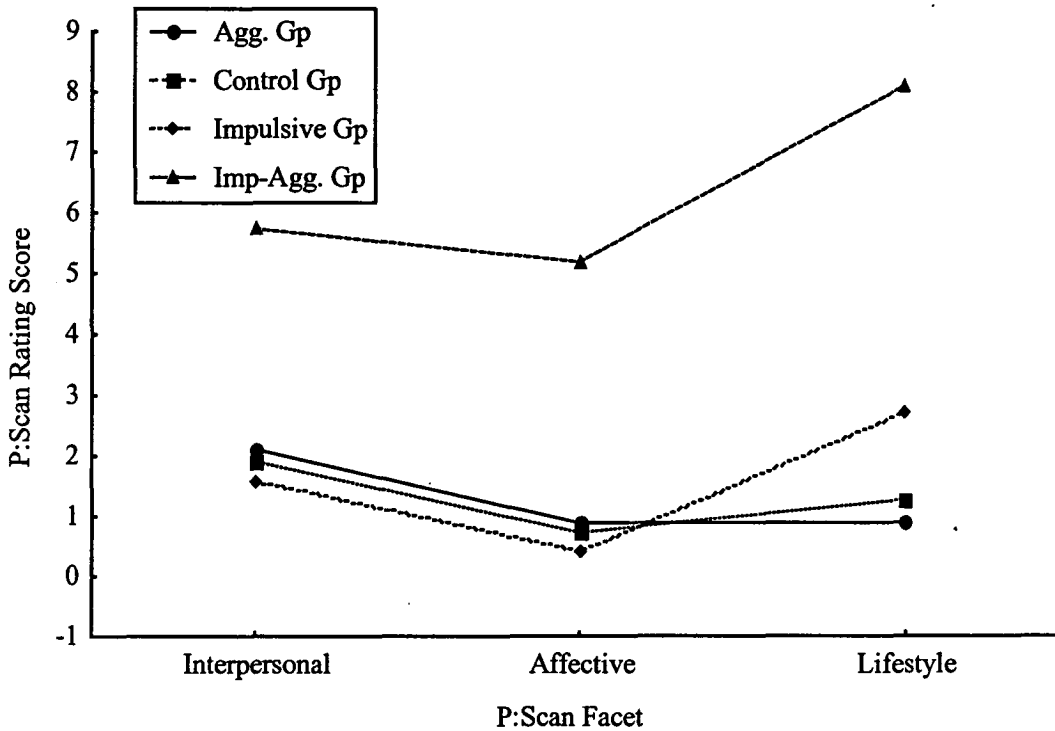 9
8
7
6
5
4
3
2
1
0
-1
P:Scan Rating Score
Agg. Gp
Control Gp
Impulsive Gp
Imp-Agg. Gp
Interpersonal Affective Lifestyle
P:Scan Facet